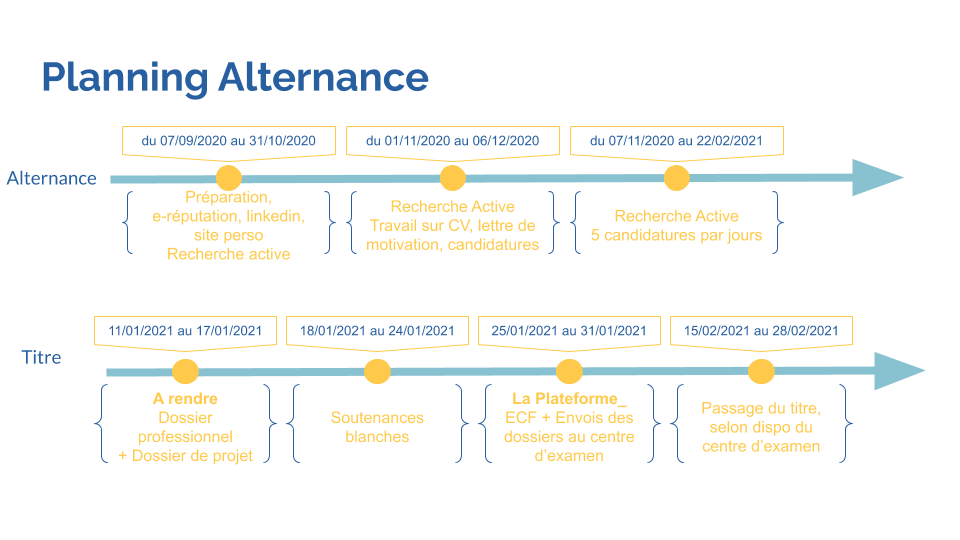 Planning Alternance
du 07/09/2020 au 31/10/2020
du 01/11/2020 au 06/12/2020
du 07/11/2020 au 22/02/2021
Alternance
Préparation,
e-réputation, linkedin,
site perso
Recherche active
Recherche Active
Travail sur CV, lettre de
motivation, candidatures
Recherche Active
5 candidatures par jours
11/01/2021 au 17/01/2021
18/01/2021 au 24/01/2021
25/01/2021 au 31/01/2021
15/02/2021 au 28/02/2021
Titre
A rendre
Dossier
professionnel
+ Dossier de projet
Soutenances
blanches
La Plateforme_
ECF + Envois des
dossiers au centre
d'examen
Passage du titre,
selon dispo du
centre d'examen